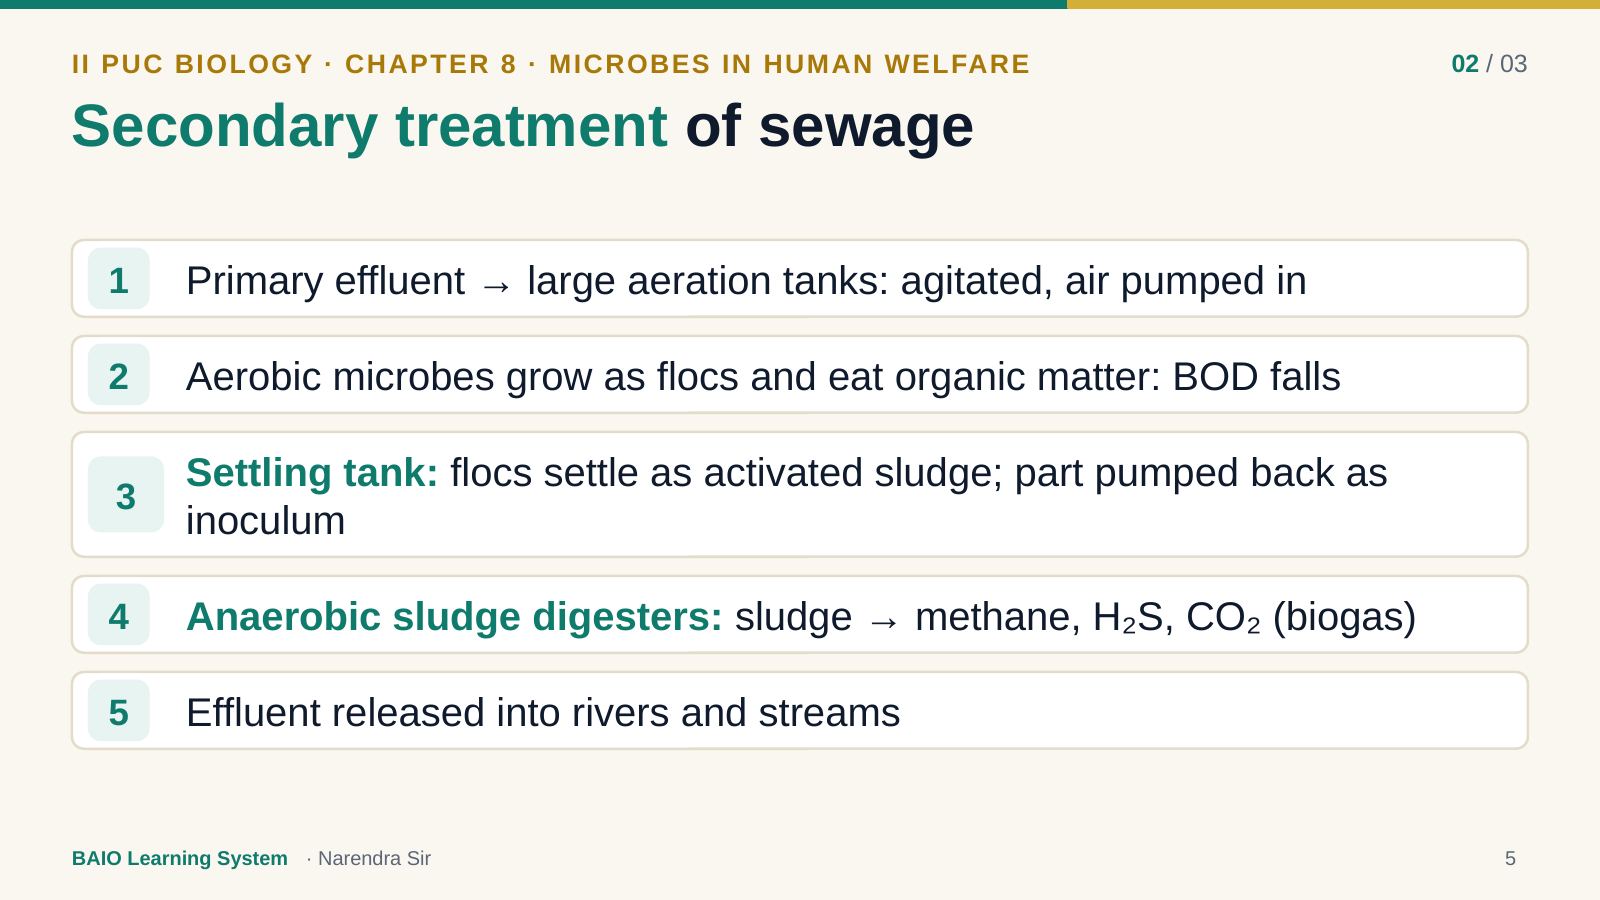 II PUC BIOLOGY · CHAPTER 8 · MICROBES IN HUMAN WELFARE
02 / 03
Secondary treatment of sewage
1 Primary effluent → large aeration tanks: agitated, air pumped in
2 Aerobic microbes grow as flocs and eat organic matter: BOD falls
3 Settling tank: flocs settle as activated sludge; part pumped back as
inoculum
4 Anaerobic sludge digesters: sludge → methane, H₂S, CO₂ (biogas)
5 Effluent released into rivers and streams
BAIO Learning System · Narendra Sir
5